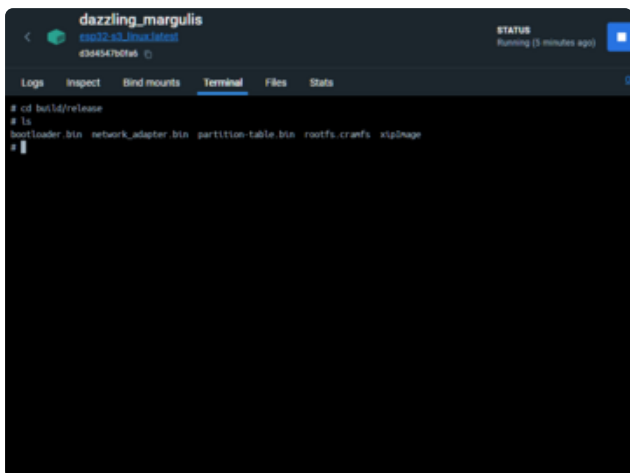 dazzling_margulis
esp32-s3_linux:latest
d3d4547b0fa6
STATUS
Running (5 minutes ago)
Logs Inspect Bind mounts Terminal Files Stats
# cd build/release
# ls
bootloader.bin network_adapter.bin partition-table.bin rootfs.cramfs xipImage
#